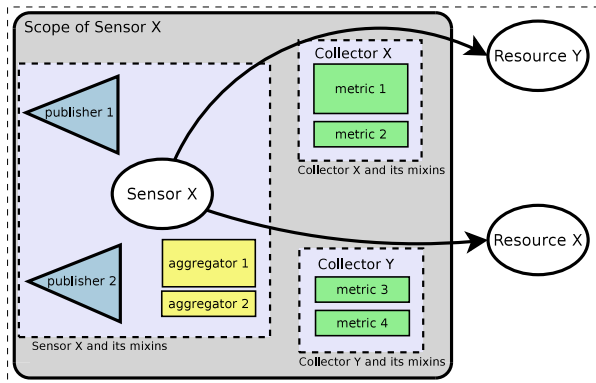 Scope of Sensor X
Collector X
metric 1
metric 2
Collector X and its mixins
Resource Y
publisher 1
Sensor X
Resource X
publisher 2
aggregator 1
aggregator 2
Sensor X and its mixins
Collector Y
metric 3
metric 4
Collector Y and its mixins